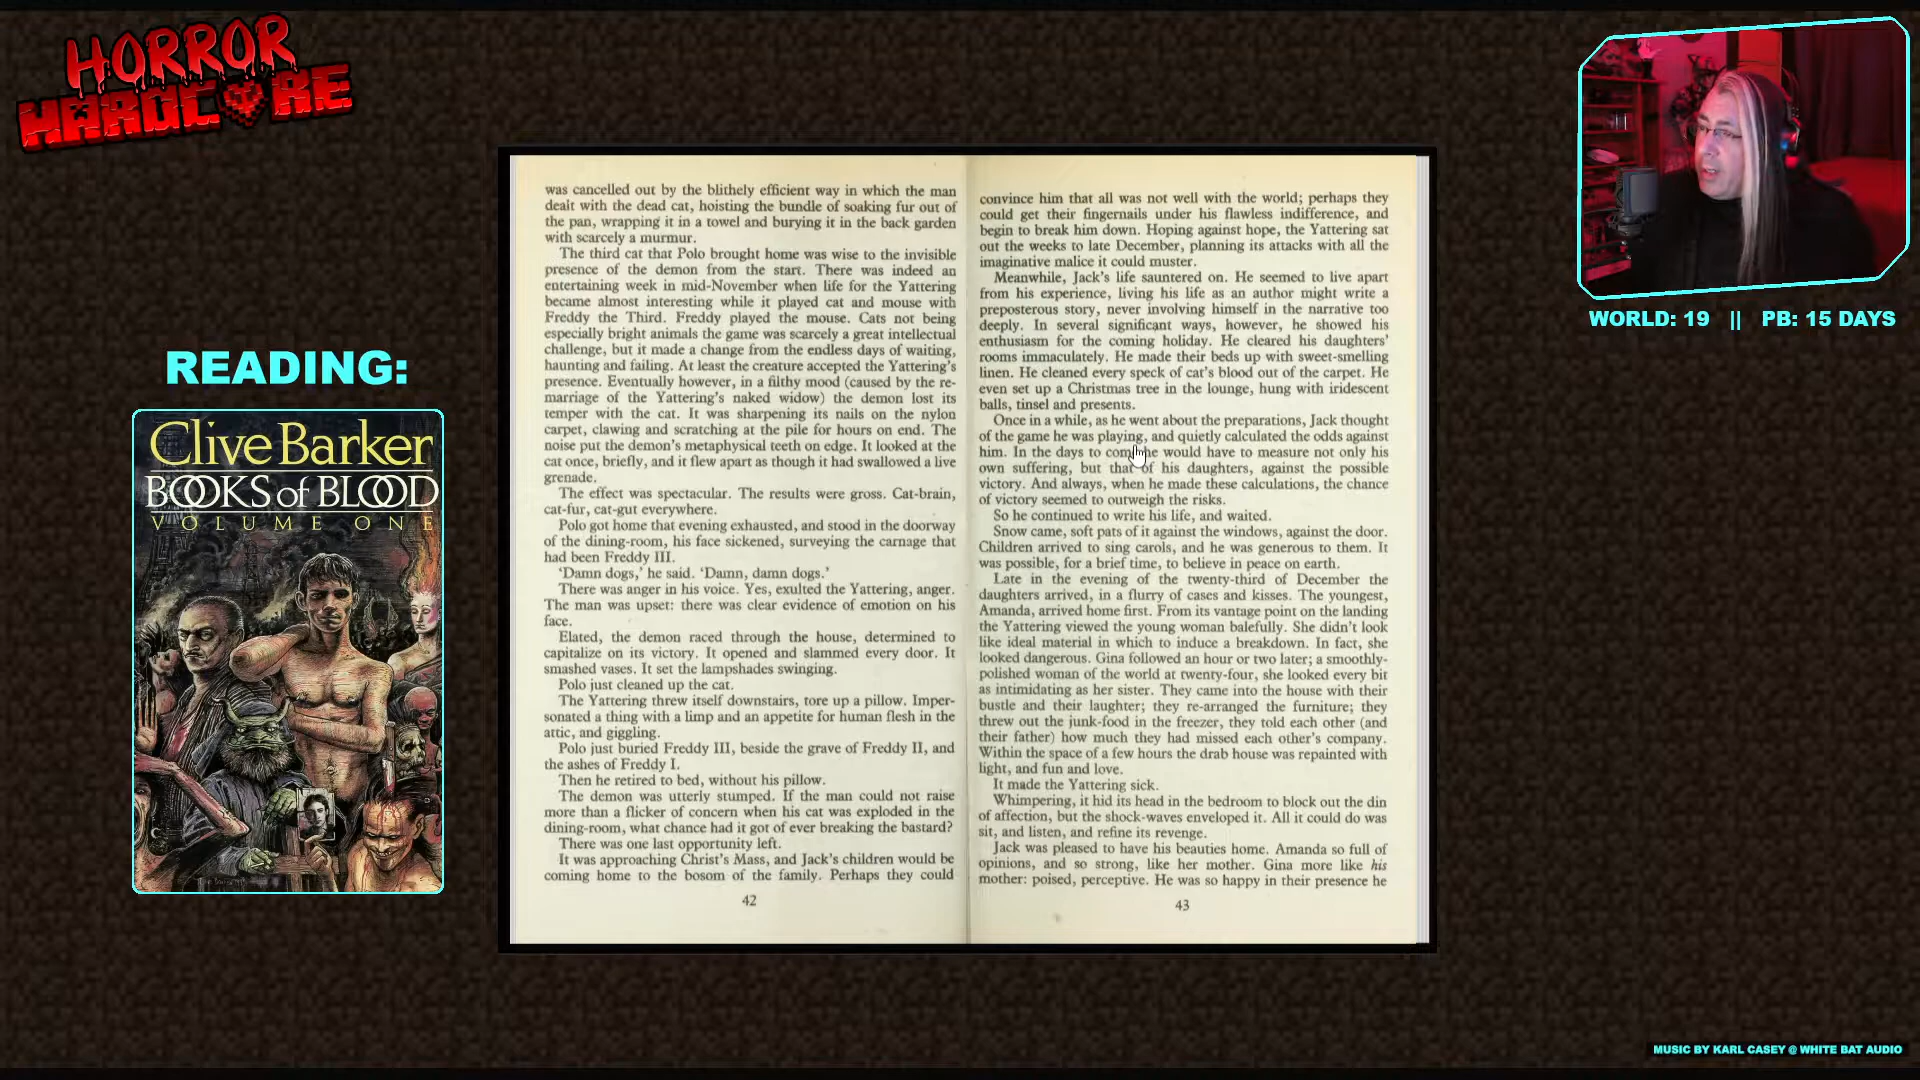 HORROR
HARDCORE
READING:
Clive Barker
BOOKS of BLOOD
VOLUME ONE
was cancelled out by the blithely efficient way in which the man
dealt with the dead cat, hoisting the bundle of soaking fur out of
the pan, wrapping it in a towel and burying it in the back garden
with scarcely a murmur.
The third cat that Polo brought home was wise to the invisible
presence of the demon from the start. There was indeed an
entertaining week in mid-November when life for the Yattering
became almost interesting while it played cat and mouse with
Freddy the Third. Freddy played the mouse. Cats not being
especially bright animals the game was scarcely a great intellectual
challenge, but it made a change from the endless days of waiting,
haunting and failing. At least the creature accepted the Yattering's
presence. Eventually however, in a filthy mood (caused by the re-
marriage of the Yattering's naked widow) the demon lost its
temper with the cat. It was sharpening its nails on the nylon
carpet, clawing and scratching at the pile for hours on end. The
noise put the demon's metaphysical teeth on edge. It looked at the
cat once, briefly, and it flew apart as though it had swallowed a live
grenade.
The effect was spectacular. The results were gross. Cat-brain,
cat-fur, cat-gut everywhere.
Polo got home that evening exhausted, and stood in the doorway
of the dining-room, his face sickened, surveying the carnage that
had been Freddy III.
'Damn dogs,' he said. 'Damn, damn dogs.'
There was anger in his voice. Yes, exulted the Yattering, anger.
The man was upset: there was clear evidence of emotion on his
face.
Elated, the demon raced through the house, determined to
capitalize on its victory. It opened and slammed every door. It
smashed vases. It set the lampshades swinging.
Polo just cleaned up the cat.
The Yattering threw itself downstairs, tore up a pillow. Imper-
sonated a thing with a limp and an appetite for human flesh in the
attic, and giggling.
Polo just buried Freddy III, beside the grave of Freddy II, and
the ashes of Freddy I.
Then he retired to bed, without his pillow.
The demon was utterly stumped. If the man could not raise
more than a flicker of concern when his cat was exploded in the
dining-room, what chance had it got of ever breaking the bastard?
There was one last opportunity left.
It was approaching Christ's Mass, and Jack's children would be
coming home to the bosom of the family. Perhaps they could
42
convince him that all was not well with the world; perhaps they
could get their fingernails under his flawless indifference, and
begin to break him down. Hoping against hope, the Yattering sat
out the weeks to late December, planning its attacks with all the
imaginative malice it could muster.
Meanwhile, Jack's life sauntered on. He seemed to live apart
from his experience, living his life as an author might write a
preposterous story, never involving himself in the narrative too
deeply. In several significant ways, however, he showed his
enthusiasm for the coming holiday. He cleared his daughters'
rooms immaculately. He made their beds up with sweet-smelling
linen. He cleaned every speck of cat's blood out of the carpet. He
even set up a Christmas tree in the lounge, hung with iridescent
balls, tinsel and presents.
Once in a while, as he went about the preparations, Jack thought
of the game he was playing, and quietly calculated the odds against
him. In the days to come he would have to measure not only his
own suffering, but that of his daughters, against the possible
victory. And always, when he made these calculations, the chance
of victory seemed to outweigh the risks.
So he continued to write his life, and waited.
Snow came, soft pats of it against the windows, against the door.
Children arrived to sing carols, and he was generous to them. It
was possible, for a brief time, to believe in peace on earth.
Late in the evening of the twenty-third of December the
daughters arrived, in a flurry of cases and kisses. The youngest,
Amanda, arrived home first. From its vantage point on the landing
the Yattering viewed the young woman balefully. She didn't look
like ideal material in which to induce a breakdown. In fact, she
looked dangerous. Gina followed an hour or two later; a smoothly-
polished woman of the world at twenty-four, she looked every bit
as intimidating as her sister. They came into the house with their
bustle and their laughter; they re-arranged the furniture; they
threw out the junk-food in the freezer, they told each other (and
their father) how much they had missed each other's company.
Within the space of a few hours the drab house was repainted with
light, and fun and love.
It made the Yattering sick.
Whimpering, it hid its head in the bedroom to block out the din
of affection, but the shock-waves enveloped it. All it could do was
sit, and listen, and refine its revenge.
Jack was pleased to have his beauties home. Amanda so full of
opinions, and so strong, like her mother. Gina more like his
mother: poised, perceptive. He was so happy in their presence he
43
WORLD: 19 || PB: 15 DAYS
MUSIC BY KARL CASEY @ WHITE BAT AUDIO